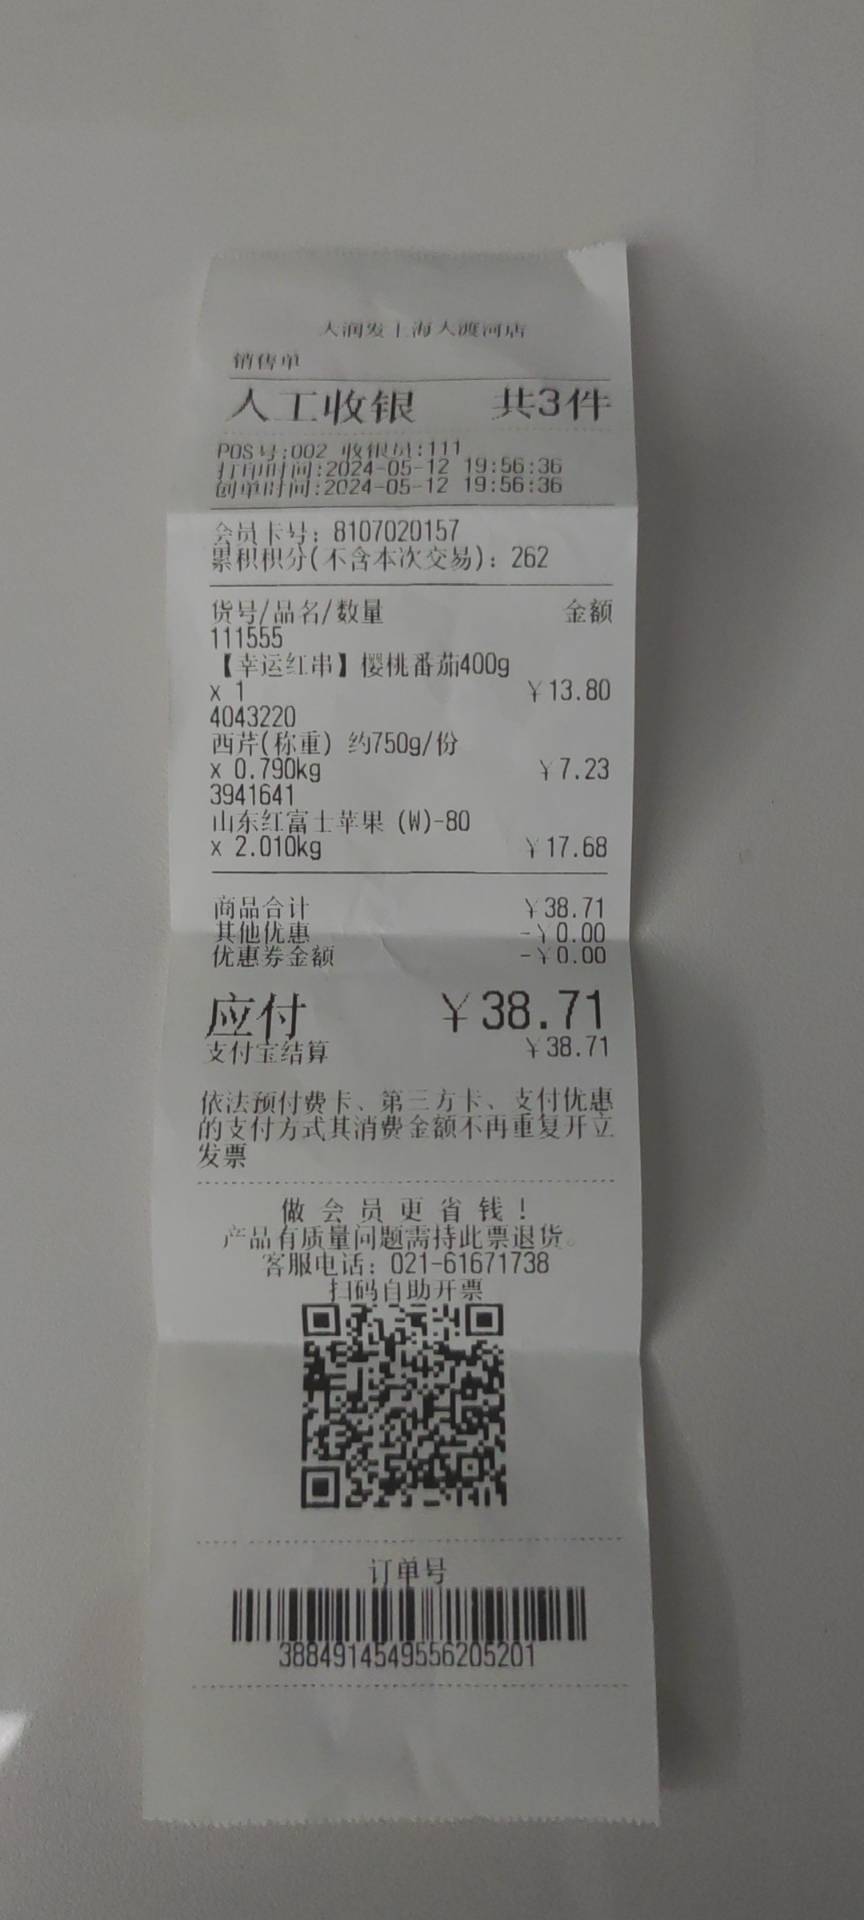 大润发上海大渡河店
销售单
人工收银 共3件
POS号:002 收银员:111
打印时间:2024-05-12 19:56:36
创单时间:2024-05-12 19:56:36
会员卡号: 8107020157
累积积分(不含本次交易): 262
货号/品名/数量 金额
111555
【幸运红串】樱桃番茄400g
x 1 ¥13.80
4043220
西芹(称重) 约750g/份
x 0.790kg ¥7.23
3941641
山东红富士苹果 (W)-80
x 2.010kg ¥17.68
商品合计 ¥38.71
其他优惠 -¥0.00
优惠券金额 -¥0.00
应付 ¥38.71
支付宝结算 ¥38.71
依法预付费卡、第三方卡、支付优惠
的支付方式其消费金额不再重复开立
发票
做会员更省钱!
产品有质量问题需持此票退货。
客服电话: 021-61671738
扫码自助开票
订单号
3884914549556205201